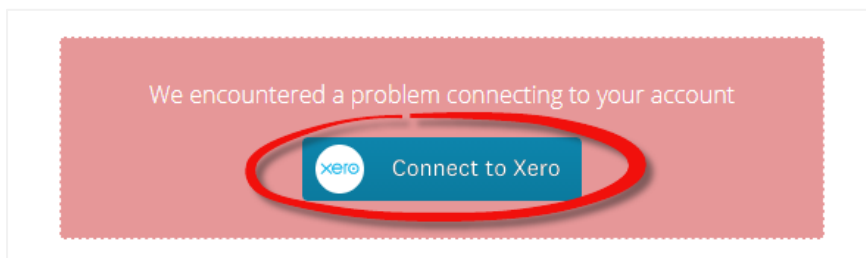 We encountered a problem connecting to your account
xero Connect to Xero